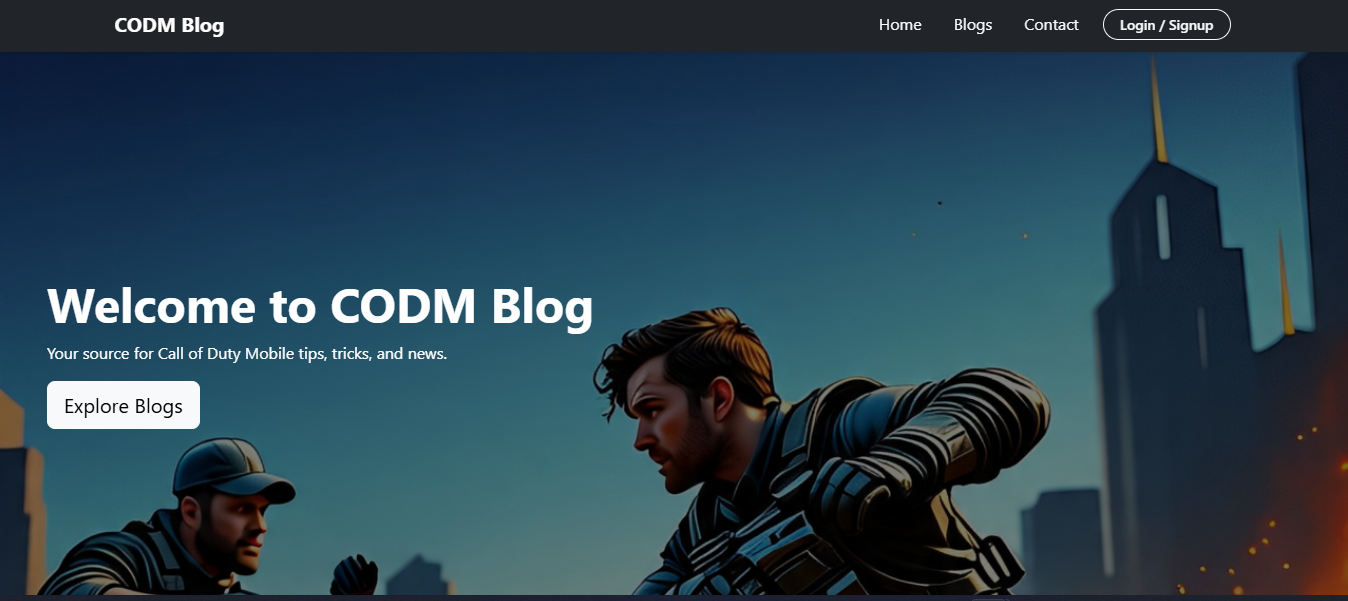 CODM Blog
Home
Blogs
Contact
Login / Signup
Welcome to CODM Blog
Your source for Call of Duty Mobile tips, tricks, and news.
Explore Blogs